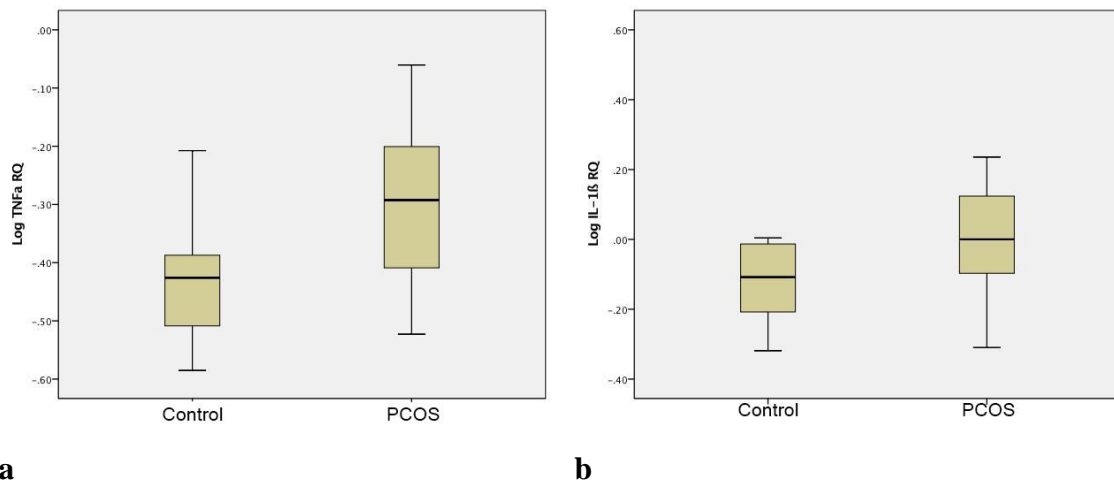 .00
-.10
-.20
-.30
-.40
-.50
-.60
Log TNFa RQ
Control PCOS
a
.60
.40
.20
.00
-.20
-.40
Log IL-1ß RQ
Control PCOS
b